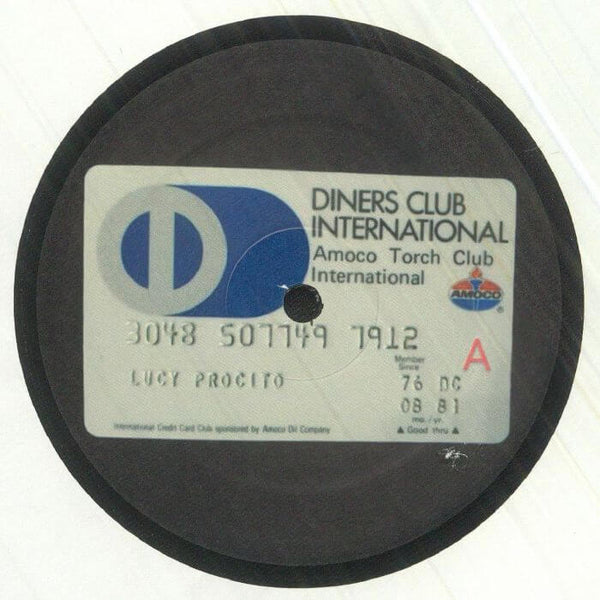 DINERS CLUB
INTERNATIONAL
Amoco Torch Club
International
AMOCO
®
3048 507749 7912
A
Member
Since
LUCY PROCITO
76 DC
08 81
mo. / yr.
International Credit Card Club sponsored by Amoco Oil Company
▲ Good thru ▲